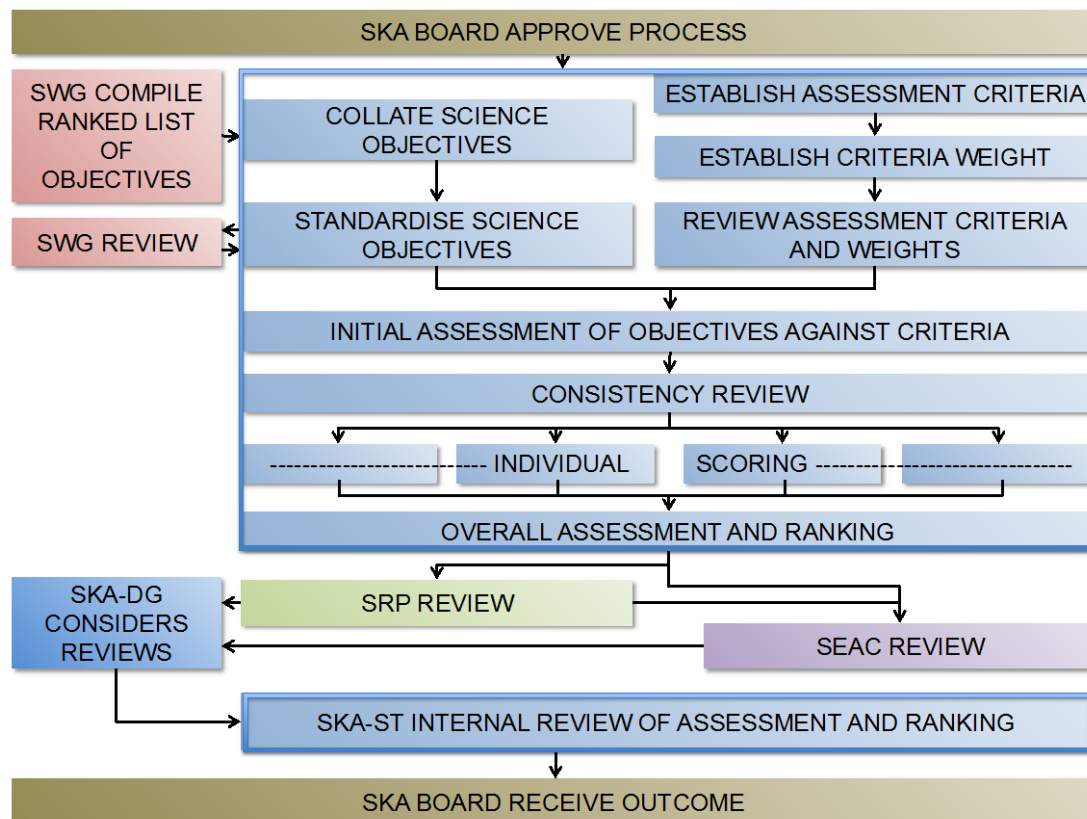 SKA BOARD APPROVE PROCESS
SWG COMPILE
RANKED LIST
OF
OBJECTIVES
COLLATE SCIENCE
OBJECTIVES
ESTABLISH ASSESSMENT CRITERIA
ESTABLISH CRITERIA WEIGHT
SWG REVIEW
STANDARDISE SCIENCE
OBJECTIVES
REVIEW ASSESSMENT CRITERIA
AND WEIGHTS
INITIAL ASSESSMENT OF OBJECTIVES AGAINST CRITERIA
CONSISTENCY REVIEW
------------------------- INDIVIDUAL SCORING -----------------------------
OVERALL ASSESSMENT AND RANKING
SKA-DG
CONSIDERS
REVIEWS
SRP REVIEW
SEAC REVIEW
SKA-ST INTERNAL REVIEW OF ASSESSMENT AND RANKING
SKA BOARD RECEIVE OUTCOME